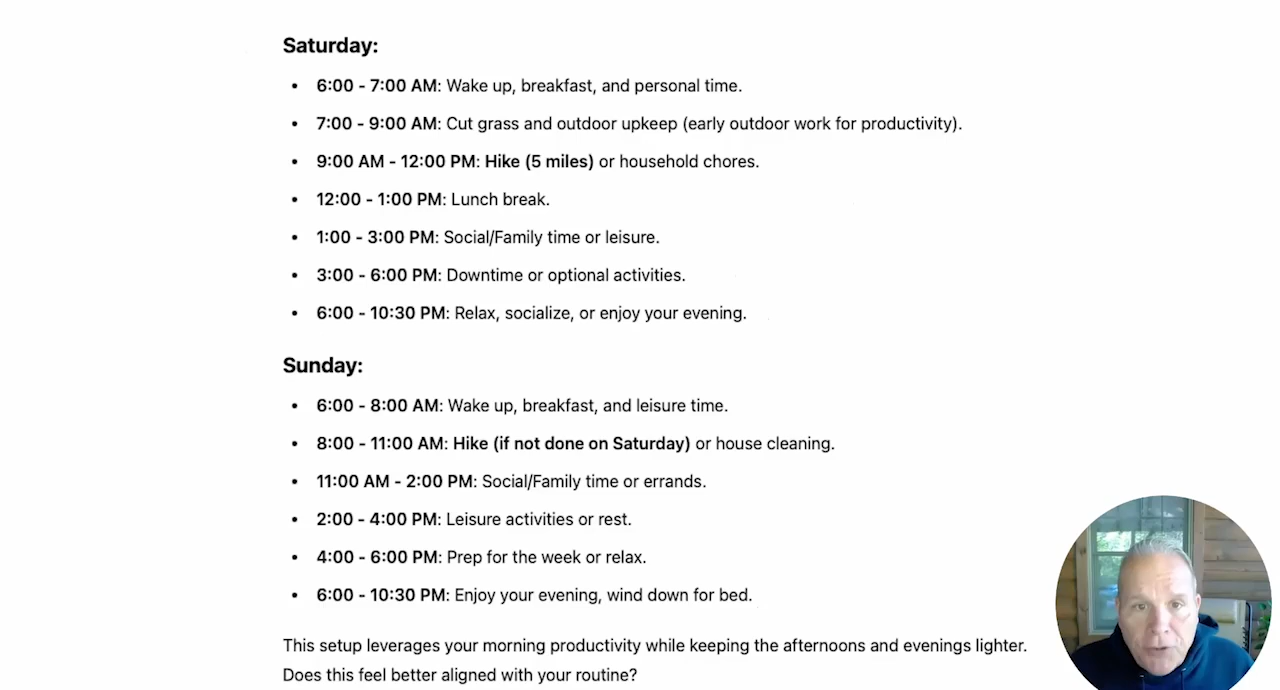 Saturday:
• 6:00 - 7:00 AM: Wake up, breakfast, and personal time.
• 7:00 - 9:00 AM: Cut grass and outdoor upkeep (early outdoor work for productivity).
• 9:00 AM - 12:00 PM: Hike (5 miles) or household chores.
• 12:00 - 1:00 PM: Lunch break.
• 1:00 - 3:00 PM: Social/Family time or leisure.
• 3:00 - 6:00 PM: Downtime or optional activities.
• 6:00 - 10:30 PM: Relax, socialize, or enjoy your evening.
Sunday:
• 6:00 - 8:00 AM: Wake up, breakfast, and leisure time.
• 8:00 - 11:00 AM: Hike (if not done on Saturday) or house cleaning.
• 11:00 AM - 2:00 PM: Social/Family time or errands.
• 2:00 - 4:00 PM: Leisure activities or rest.
• 4:00 - 6:00 PM: Prep for the week or relax.
• 6:00 - 10:30 PM: Enjoy your evening, wind down for bed.
This setup leverages your morning productivity while keeping the afternoons and evenings lighter.
Does this feel better aligned with your routine?